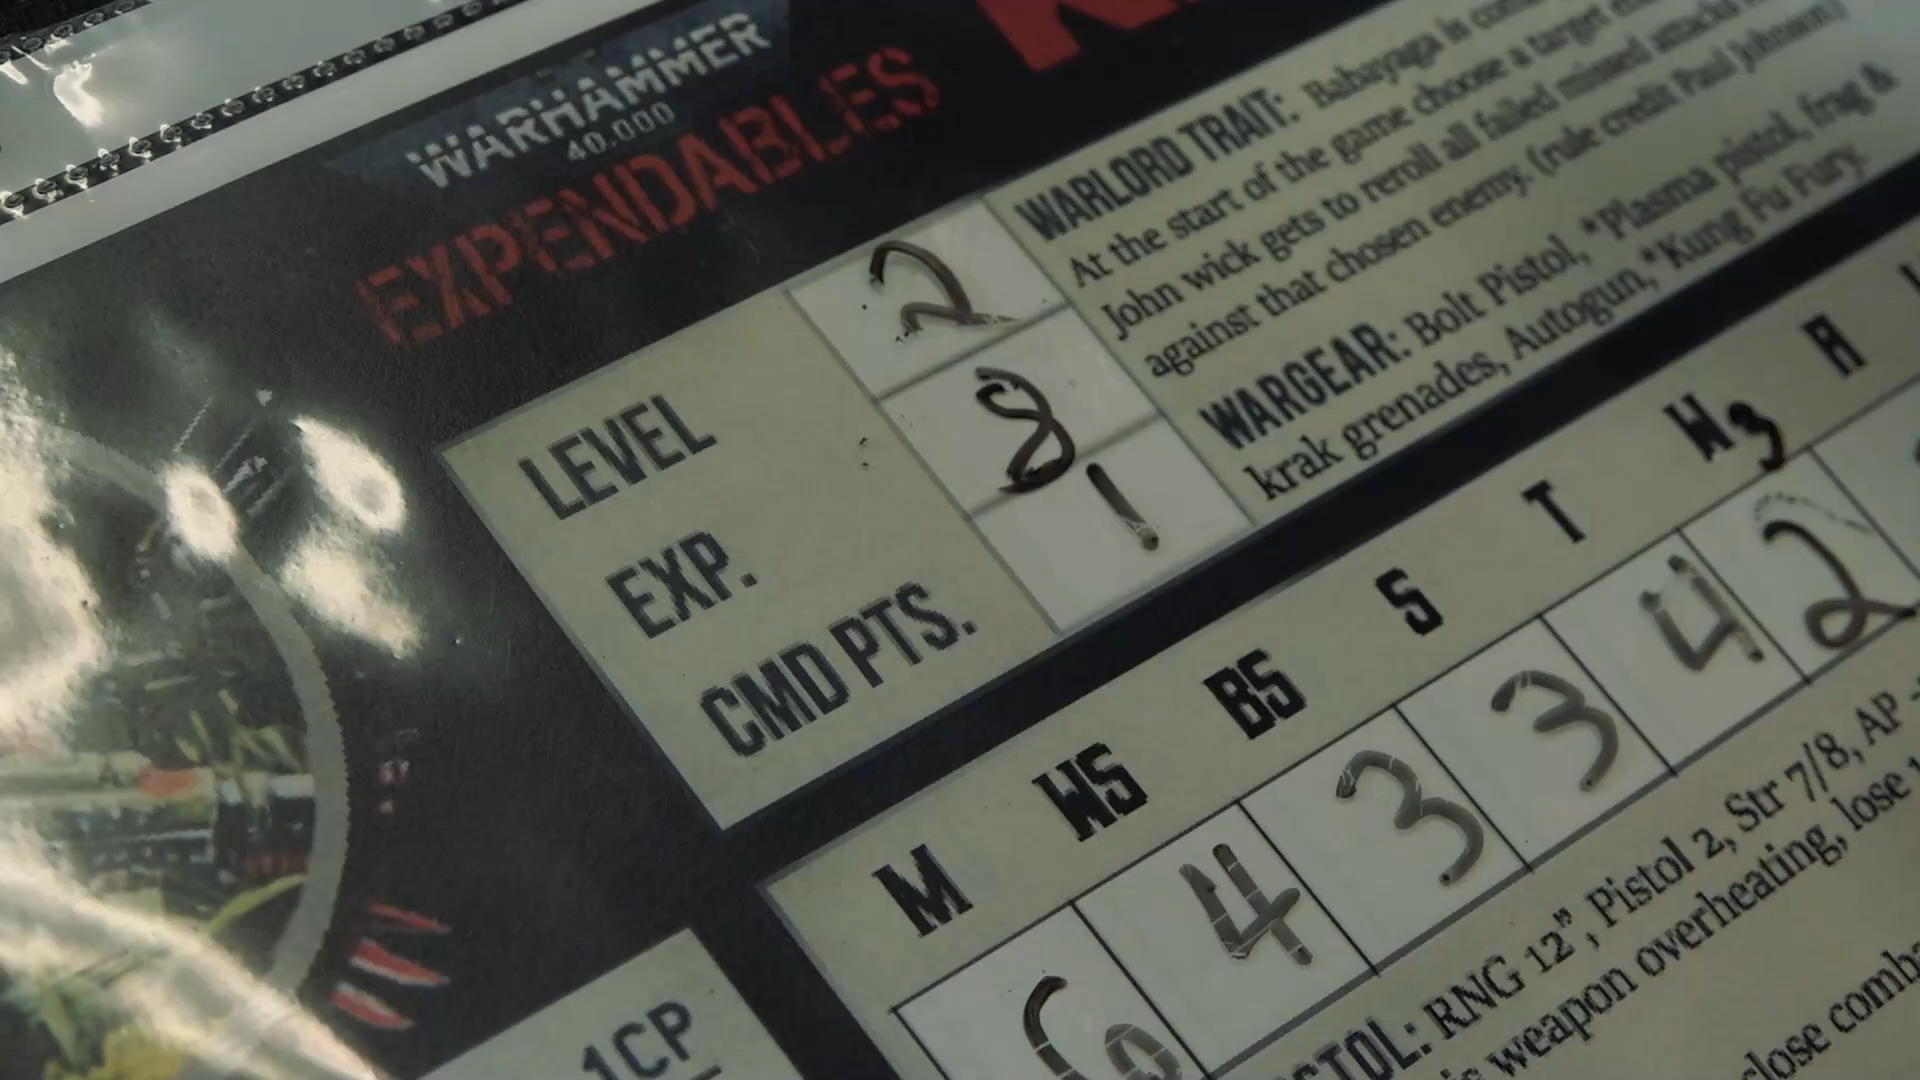 WARHAMMER
40.000
EXPENDABLES
LEVEL 2
EXP. 8
CMD PTS. 1
WARLORD TRAIT: Babayaga is
At the start of the game choose a target
John wick gets to reroll all failed missed attacks
against that chosen enemy. (rule credit Paul Johnson)
WARGEAR: Bolt Pistol, *Plasma pistol, frag &
krak grenades, Autogun,*Kung Fu Fury.
M WS BS S T W 3 A
6 4 3 3 4 2
RNG 12", Pistol 2, Str 7/8, AP
weapon overheating, lose
close
1CP